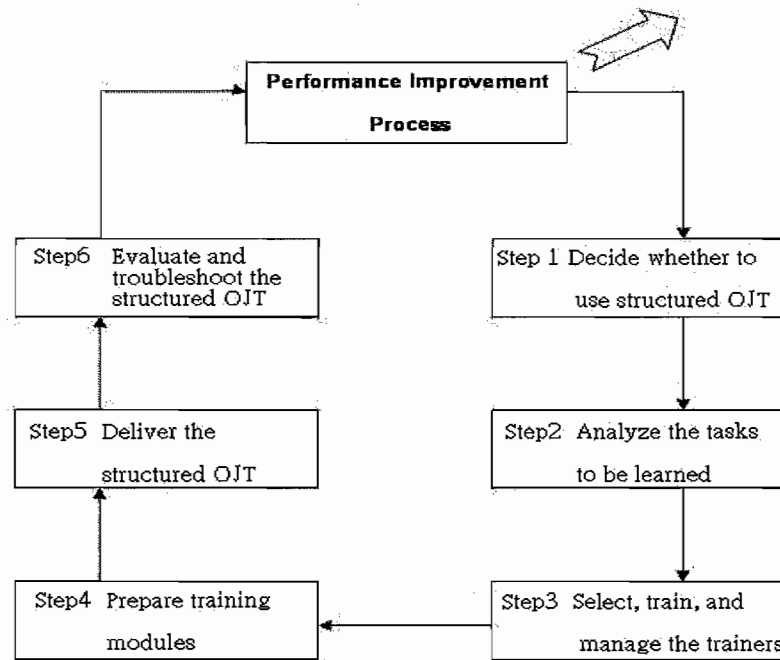 Performance Improvement
Process
Step 1 Decide whether to
use structured OJT
Step2 Analyze the tasks
to be learned
Step3 Select, train, and
manage the trainers
Step4 Prepare training
modules
Step5 Deliver the
structured OJT
Step6 Evaluate and
troubleshoot the
structured OJT